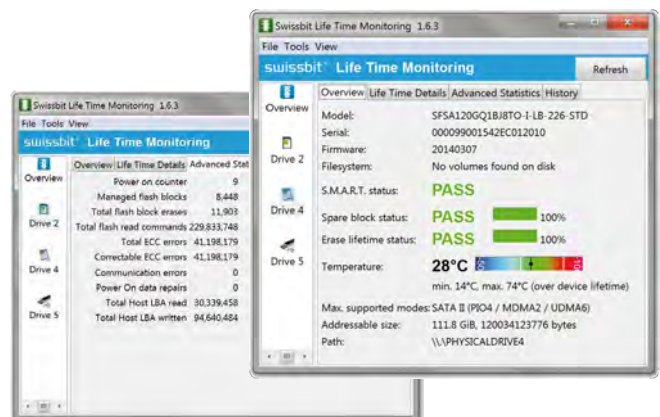 Swissbit Life Time Monitoring 1.6.3
File Tools View
swissbit® Life Time Monitoring
Refresh
Overview
Drive 2
Drive 4
Drive 5
Overview Life Time Details Advanced Statistics History
Model: SFSA120GQ1BJ8TO-I-LB-226-STD
Serial: 000099001542EC012010
Firmware: 20140307
Filesystem: No volumes found on disk
S.M.A.R.T. status: PASS
Spare block status: PASS 100%
Erase lifetime status: PASS 100%
Temperature: 28°C
min. 14°C, max. 74°C (over device lifetime)
Max. supported modes: SATA II (PIO4 / MDMA2 / UDMA6)
Addressable size: 111.8 GiB, 120034123776 bytes
Path: \\.\PHYSICALDRIVE4
Swissbit Life Time Monitoring 1.6.3
File Tools View
swissbit® Life Time Monitoring
Overview
Drive 2
Drive 4
Drive 5
Overview Life Time Details Advanced Stat
Power on counter 9
Managed flash blocks 8,448
Total flash block erases 11,903
Total flash read commands 229,833,748
Total ECC errors 41,198,179
Correctable ECC errors 41,198,179
Communication errors 0
Power On data repairs 0
Total Host LBA read 30,339,458
Total Host LBA written 94,640,484